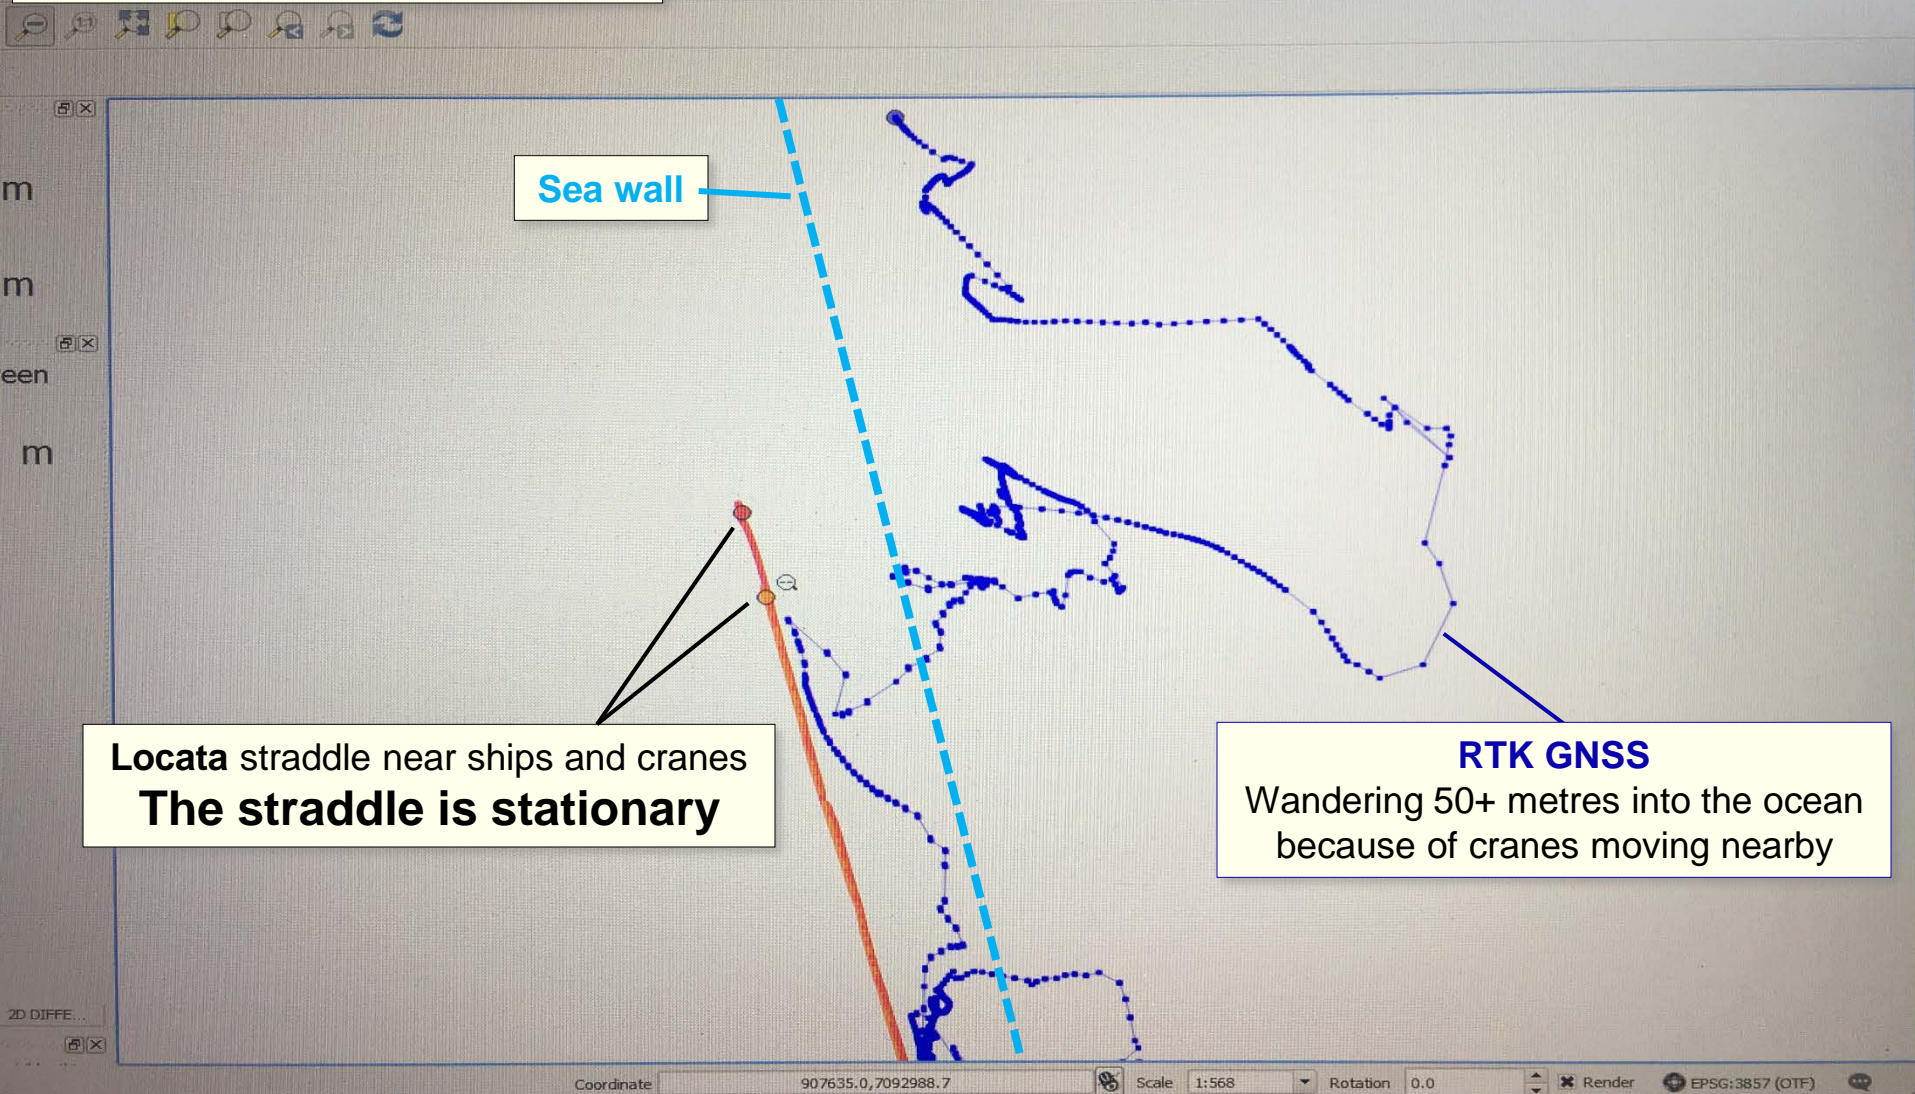 m
Sea wall
m
een
m
Locata straddle near ships and cranes
The straddle is stationary
RTK GNSS
Wandering 50+ metres into the ocean
because of cranes moving nearby
2D DIFFE...
Coordinate 907635.0,7092988.7 Scale 1:568 Rotation 0.0 Render EPSG:3857 (OTF)